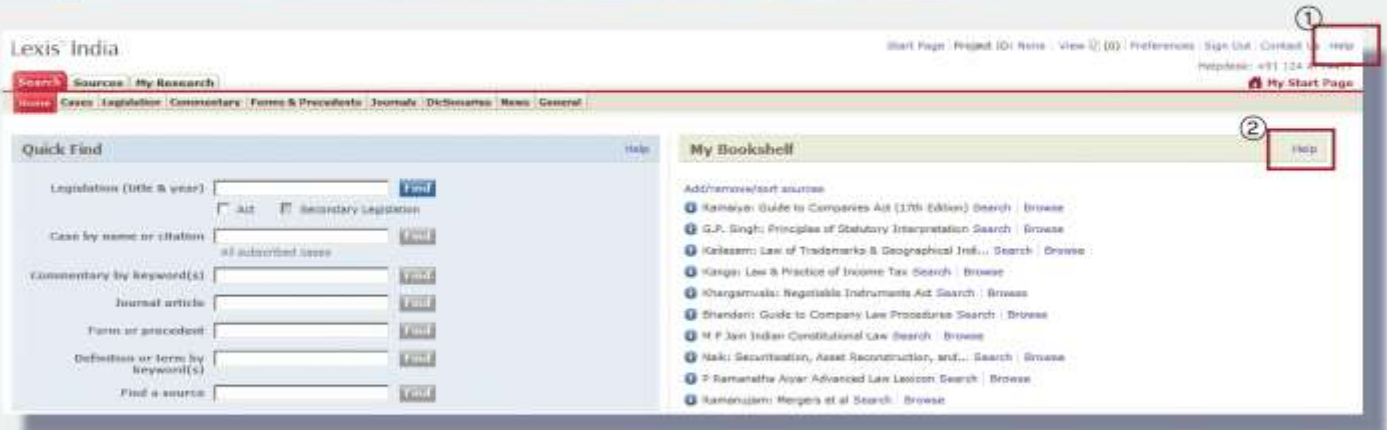 ①
Lexis® India
Start Page | Project ID: None | View (0) | Preferences | Sign Out | Contact Us | Help
Helpdesk: +91 124
Search Sources My Research
My Start Page
Home Cases Legislation Commentary Forms & Precedents Journals Dictionaries News General
②
Quick Find Help
Legislation (title & year) Find
Act Secondary Legislation
Case by name or citation Find
All subscribed cases
Commentary by keyword(s) Find
Journal article Find
Form or precedent Find
Definition or term by keyword(s) Find
Find a source Find
My Bookshelf Help
Add/remove/sort sources
Ramaiya: Guide to Companies Act (17th Edition) Search | Browse
G.P. Singh: Principles of Statutory Interpretation Search | Browse
Kailasam: Law of Trademarks & Geographical Indi... Search | Browse
Kanga: Law & Practice of Income Tax Search | Browse
Khergamvala: Negotiable Instruments Act Search | Browse
Bhandari: Guide to Company Law Procedures Search | Browse
M P Jain Indian Constitutional Law Search | Browse
Naik: Securitisation, Asset Reconstruction, and... Search | Browse
P Ramanatha Aiyar Advanced Law Lexicon Search | Browse
Ramanujam: Mergers et al Search | Browse